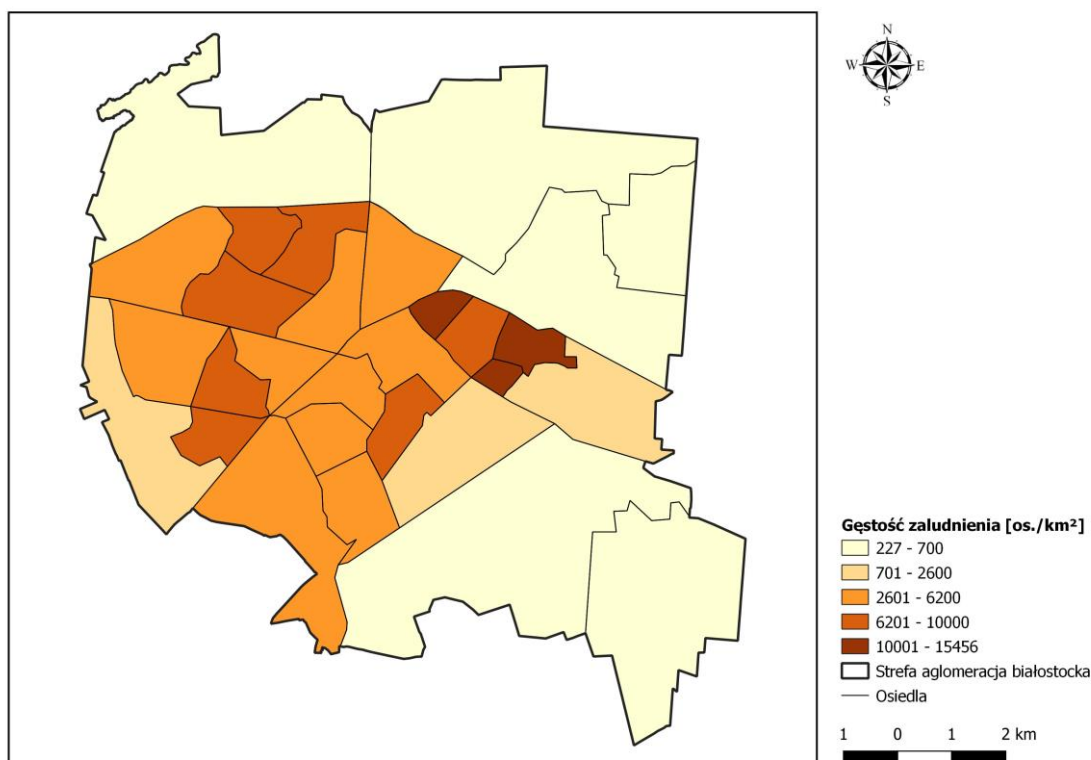 N
W E
S
Gęstość zaludnienia [os./km²]
227 - 700
701 - 2600
2601 - 6200
6201 - 10000
10001 - 15456
Strefa aglomeracja białostocka
Osiedla
1 0 1 2 km